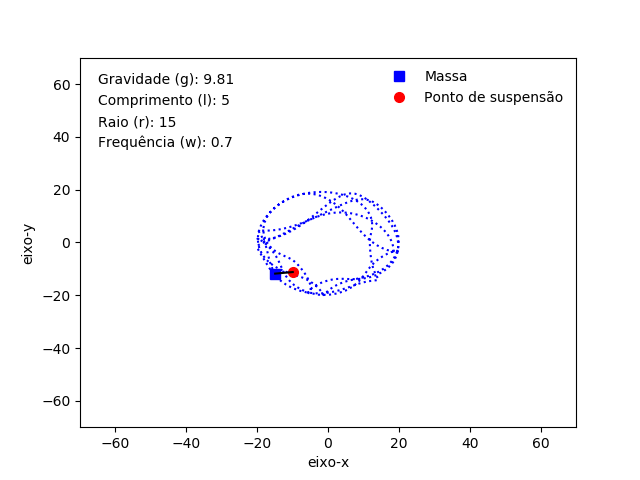 Gravidade (g): 9.81
Comprimento (l): 5
Raio (r): 15
Frequência (w): 0.7
Massa
Ponto de suspensão
60
40
20
0
−20
−40
−60
eixo-y
−60
−40
−20
0
20
40
60
eixo-x